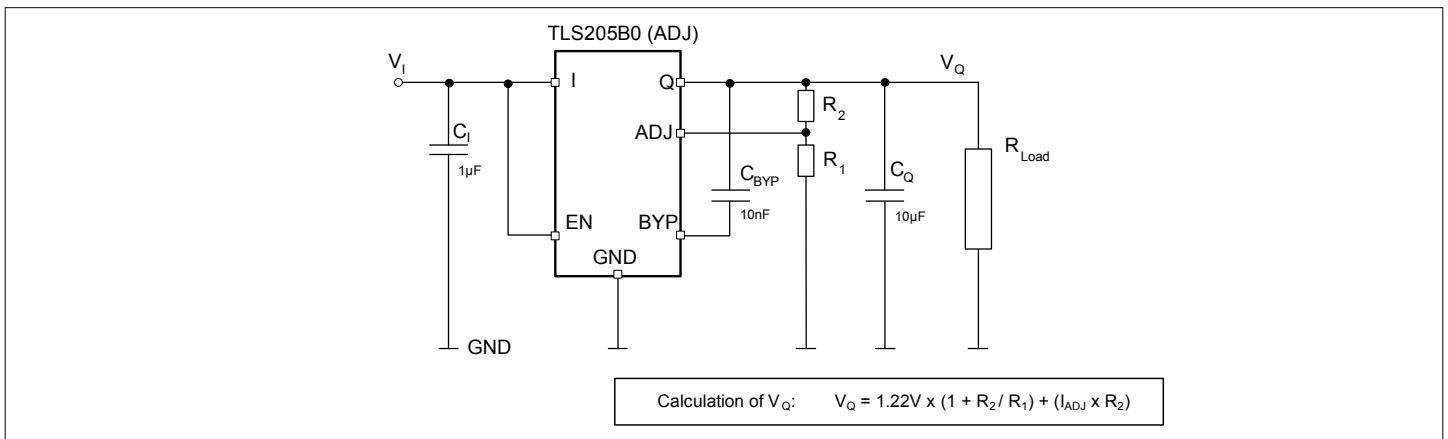 TLS205B0 (ADJ)
V_I
I
Q
V_Q
R_2
ADJ
C_I
1µF
R_1
R_Load
C_BYP
10nF
C_Q
10µF
EN
BYP
GND
GND
Calculation of V_Q: V_Q = 1.22V x (1 + R_2 / R_1) + (I_ADJ x R_2)